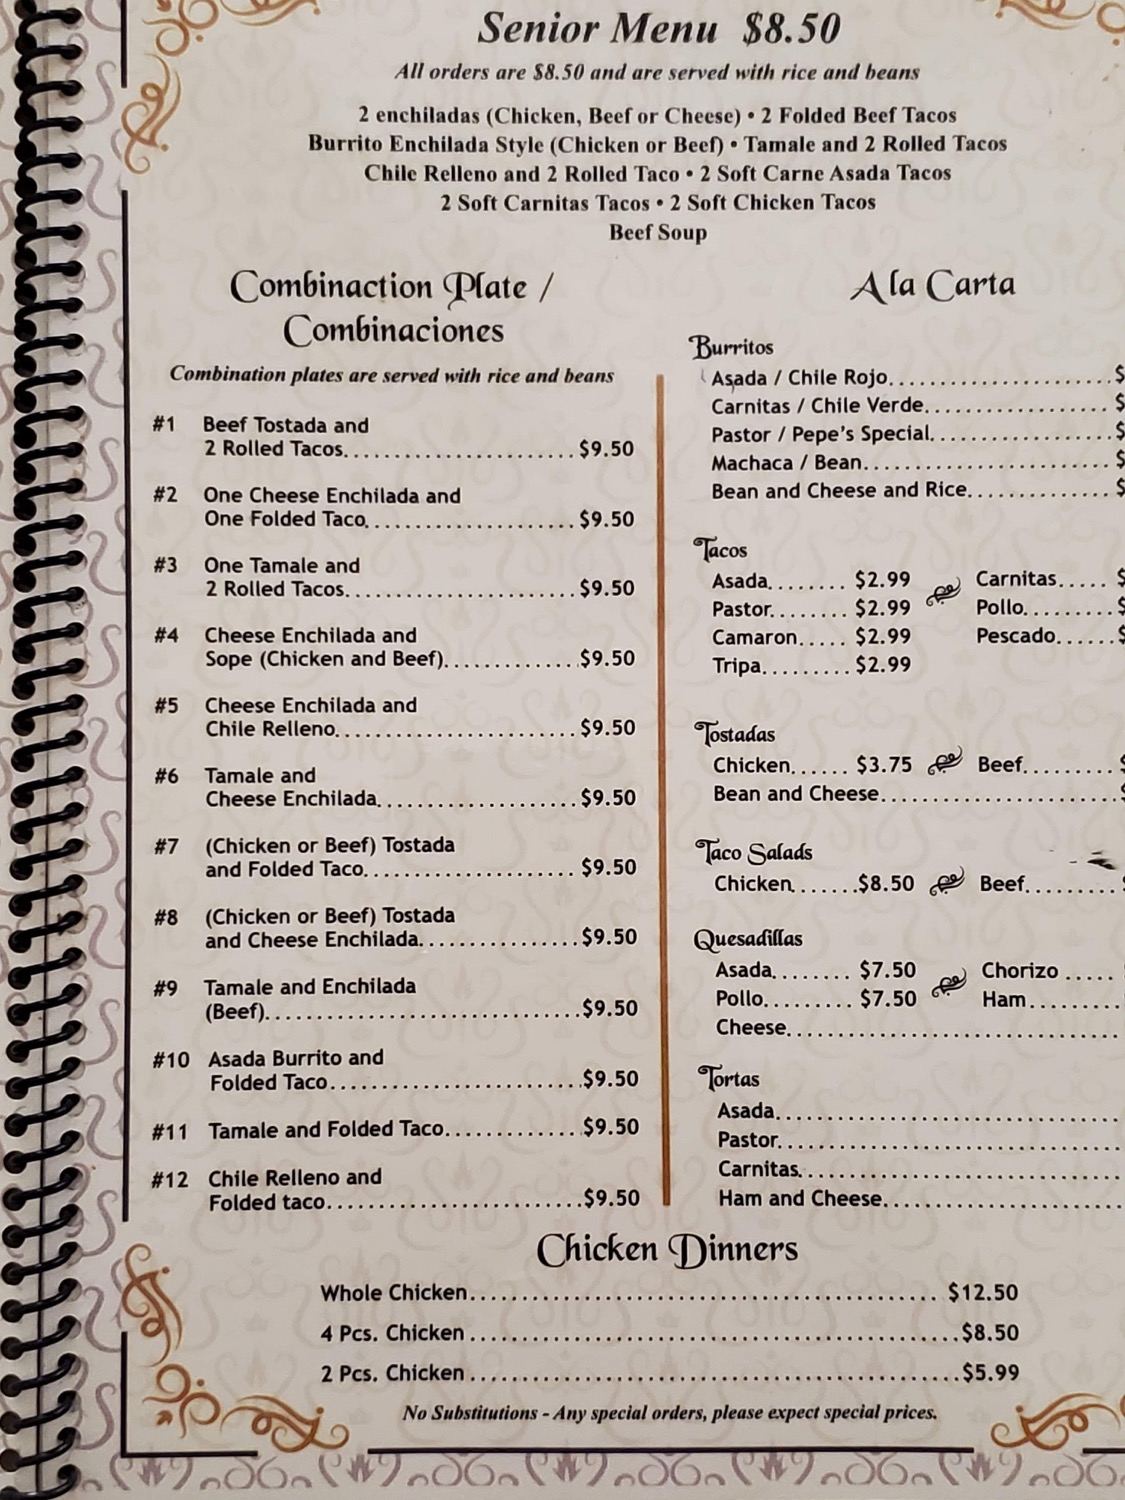 Senior Menu $8.50
All orders are $8.50 and are served with rice and beans
2 enchiladas (Chicken, Beef or Cheese) • 2 Folded Beef Tacos
Burrito Enchilada Style (Chicken or Beef) • Tamale and 2 Rolled Tacos
Chile Relleno and 2 Rolled Taco • 2 Soft Carne Asada Tacos
2 Soft Carnitas Tacos • 2 Soft Chicken Tacos
Beef Soup
Combinaction Plate /
Combinaciones
Combination plates are served with rice and beans
#1 Beef Tostada and
2 Rolled Tacos........................$9.50
#2 One Cheese Enchilada and
One Folded Taco......................$9.50
#3 One Tamale and
2 Rolled Tacos........................$9.50
#4 Cheese Enchilada and
Sope (Chicken and Beef)..............$9.50
#5 Cheese Enchilada and
Chile Relleno.........................$9.50
#6 Tamale and
Cheese Enchilada.....................$9.50
#7 (Chicken or Beef) Tostada
and Folded Taco......................$9.50
#8 (Chicken or Beef) Tostada
and Cheese Enchilada.................$9.50
#9 Tamale and Enchilada
(Beef)................................$9.50
#10 Asada Burrito and
Folded Taco..........................$9.50
#11 Tamale and Folded Taco..............$9.50
#12 Chile Relleno and
Folded taco..........................$9.50
A la Carta
Burritos
Asada / Chile Rojo.......................$
Carnitas / Chile Verde...................$
Pastor / Pepe's Special..................$
Machaca / Bean..........................$
Bean and Cheese and Rice...............$
Tacos
Asada........ $2.99 Carnitas..... $
Pastor........ $2.99 Pollo.........$
Camaron..... $2.99 Pescado......$
Tripa......... $2.99
Tostadas
Chicken...... $3.75 Beef.........$
Bean and Cheese........................$
Taco Salads
Chicken.......$8.50 Beef.........
Quesadillas
Asada........ $7.50 Chorizo .....
Pollo......... $7.50 Ham.........
Cheese.................................
Tortas
Asada..................................
Pastor..................................
Carnitas................................
Ham and Cheese........................
Chicken Dinners
Whole Chicken..............................................$12.50
4 Pcs. Chicken...............................................$8.50
2 Pcs. Chicken...............................................$5.99
No Substitutions - Any special orders, please expect special prices.